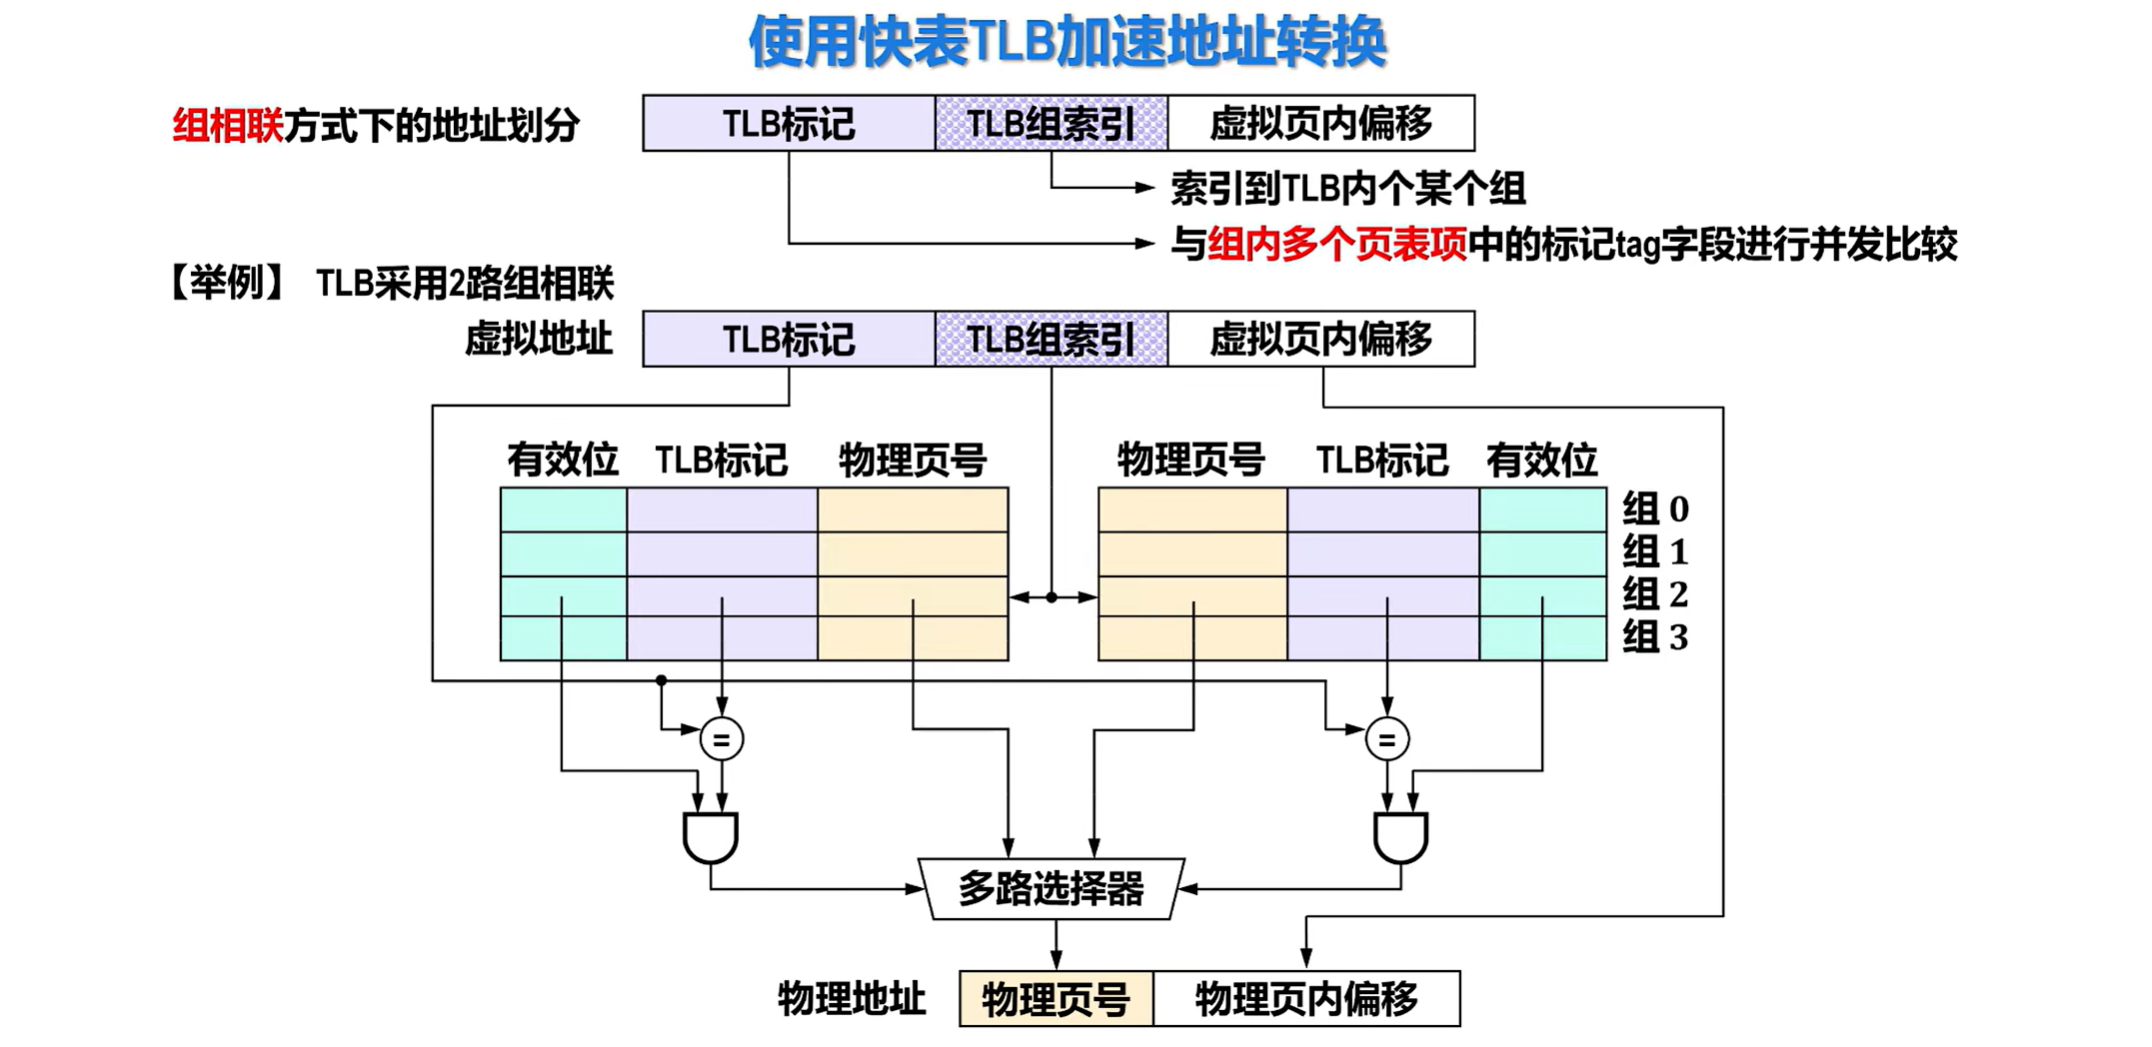 使用快表TLB加速地址转换
组相联方式下的地址划分
TLB标记 TLB组索引 虚拟页内偏移
索引到TLB内个某个组
与组内多个页表项中的标记tag字段进行并发比较
【举例】 TLB采用2路组相联
虚拟地址 TLB标记 TLB组索引 虚拟页内偏移
有效位 TLB标记 物理页号 物理页号 TLB标记 有效位
组 0
组 1
组 2
组 3
= =
多路选择器
物理地址 物理页号 物理页内偏移